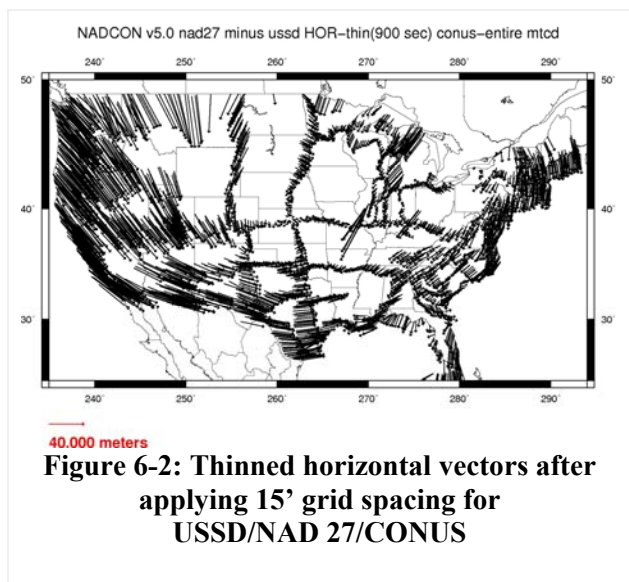 NADCON v5.0 nad27 minus ussd HOR-thin(900 sec) conus-entire mtcd
240˚ 250˚ 260˚ 270˚ 280˚ 290˚
50˚ 50˚
40˚ 40˚
30˚ 30˚
240˚ 250˚ 260˚ 270˚ 280˚ 290˚
40.000 meters
Figure 6-2: Thinned horizontal vectors after
applying 15’ grid spacing for
USSD/NAD 27/CONUS